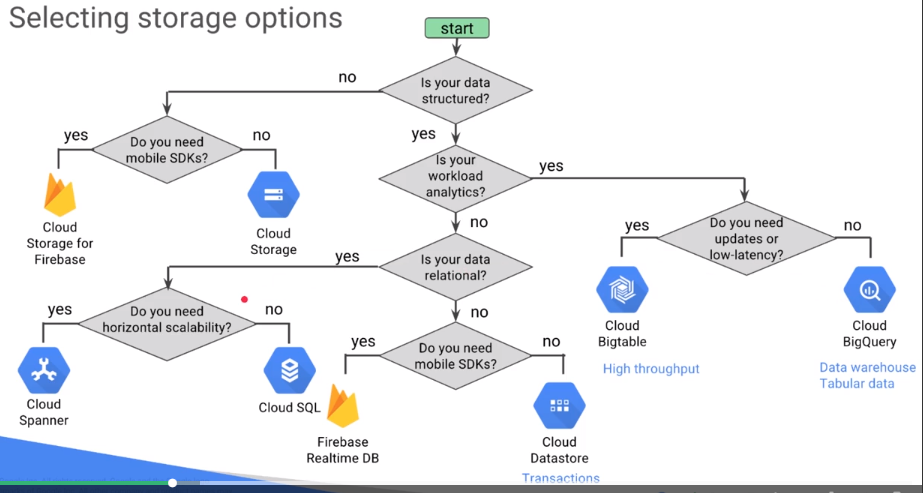 Selecting storage options
start
Is your data
structured?
no
yes
Do you need
mobile SDKs?
yes
no
Cloud
Storage for
Firebase
Cloud
Storage
Is your
workload
analytics?
yes
no
Do you need
updates or
low-latency?
yes
no
Cloud
Bigtable
High throughput
Cloud
BigQuery
Data warehouse
Tabular data
Is your data
relational?
yes
no
Do you need
horizontal scalability?
yes
no
Cloud
Spanner
Cloud SQL
Do you need
mobile SDKs?
yes
no
Firebase
Realtime DB
Cloud
Datastore
Transactions